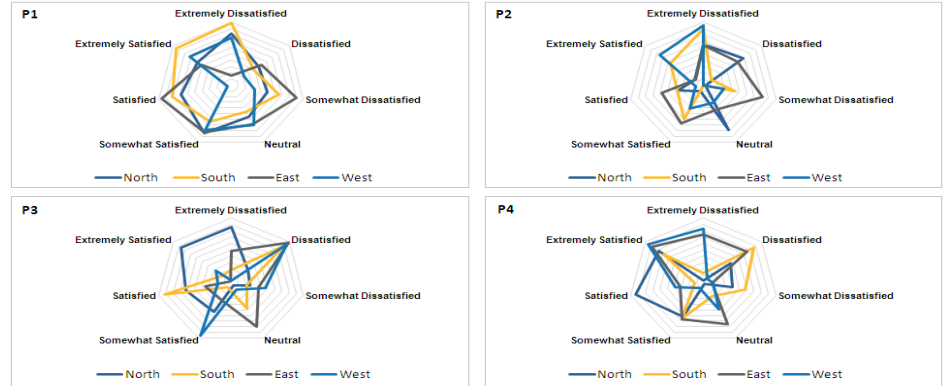 P1
Extremely Dissatisfied
Extremely Satisfied
Dissatisfied
Satisfied
Somewhat Dissatisfied
Somewhat Satisfied
Neutral
North South East West
P2
Extremely Dissatisfied
Extremely Satisfied
Dissatisfied
Satisfied
Somewhat Dissatisfied
Somewhat Satisfied
Neutral
North South East West
P3
Extremely Dissatisfied
Extremely Satisfied
Dissatisfied
Satisfied
Somewhat Dissatisfied
Somewhat Satisfied
Neutral
North South East West
P4
Extremely Dissatisfied
Extremely Satisfied
Dissatisfied
Satisfied
Somewhat Dissatisfied
Somewhat Satisfied
Neutral
North South East West